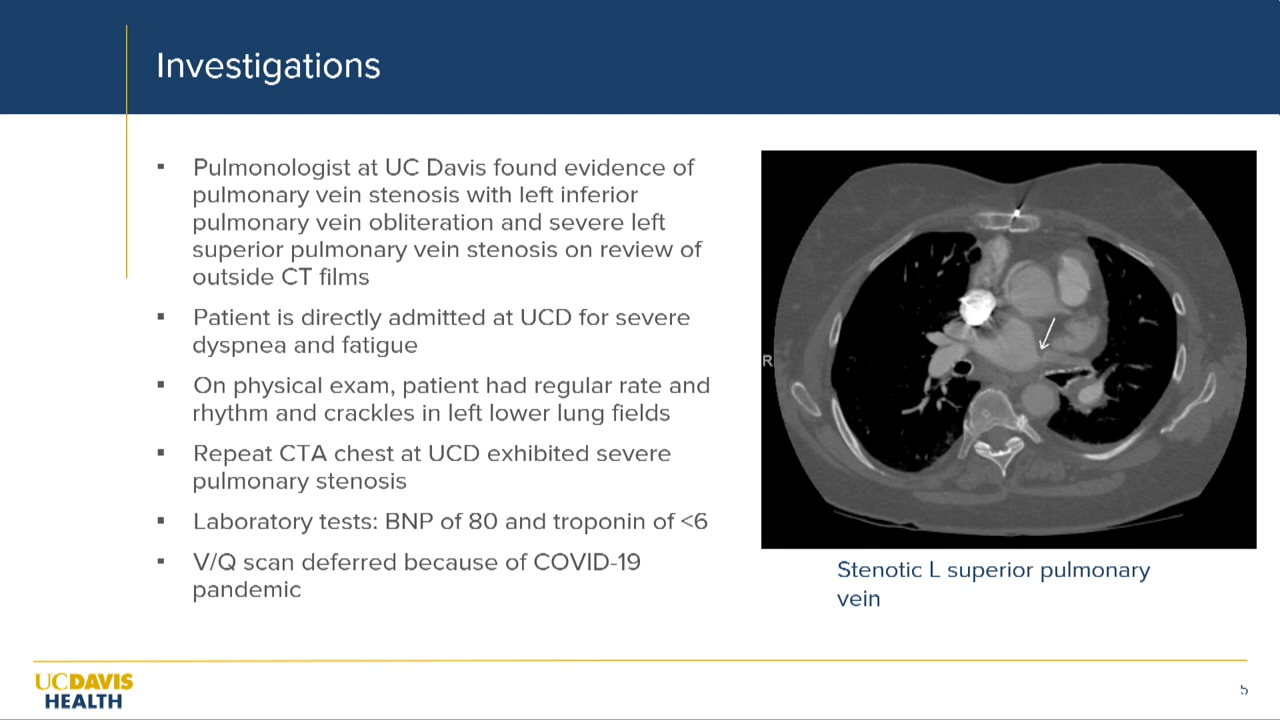 Investigations
▪ Pulmonologist at UC Davis found evidence of
pulmonary vein stenosis with left inferior
pulmonary vein obliteration and severe left
superior pulmonary vein stenosis on review of
outside CT films
▪ Patient is directly admitted at UCD for severe
dyspnea and fatigue
▪ On physical exam, patient had regular rate and
rhythm and crackles in left lower lung fields
▪ Repeat CTA chest at UCD exhibited severe
pulmonary stenosis
▪ Laboratory tests: BNP of 80 and troponin of <6
▪ V/Q scan deferred because of COVID-19
pandemic
R
Stenotic L superior pulmonary
vein
UCDAVIS
HEALTH
5